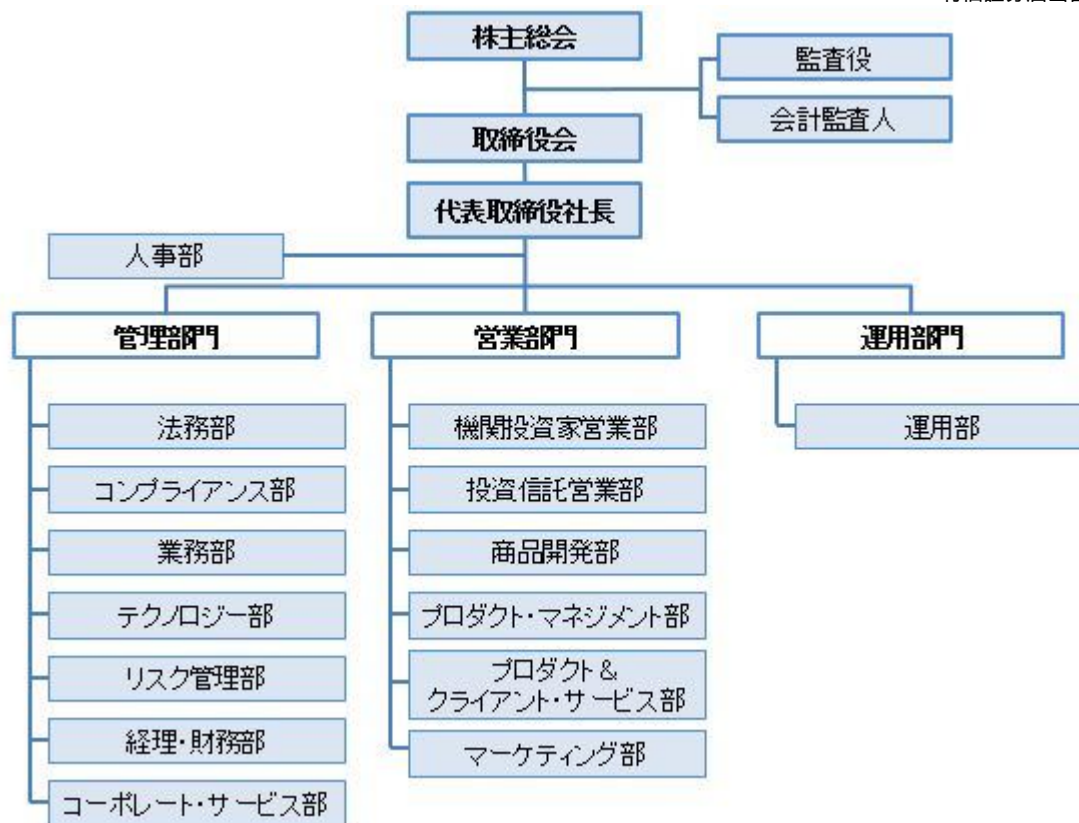 株主総会
監査役
会計監査人
取締役会
代表取締役社長
人事部
管理部門
営業部門
運用部門
法務部
コンプライアンス部
業務部
テクノロジー部
リスク管理部
経理・財務部
コーポレート・サービス部
機関投資家営業部
投資信託営業部
商品開発部
プロダクト・マネジメント部
プロダクト&
クライアント・サービス部
マーケティング部
運用部